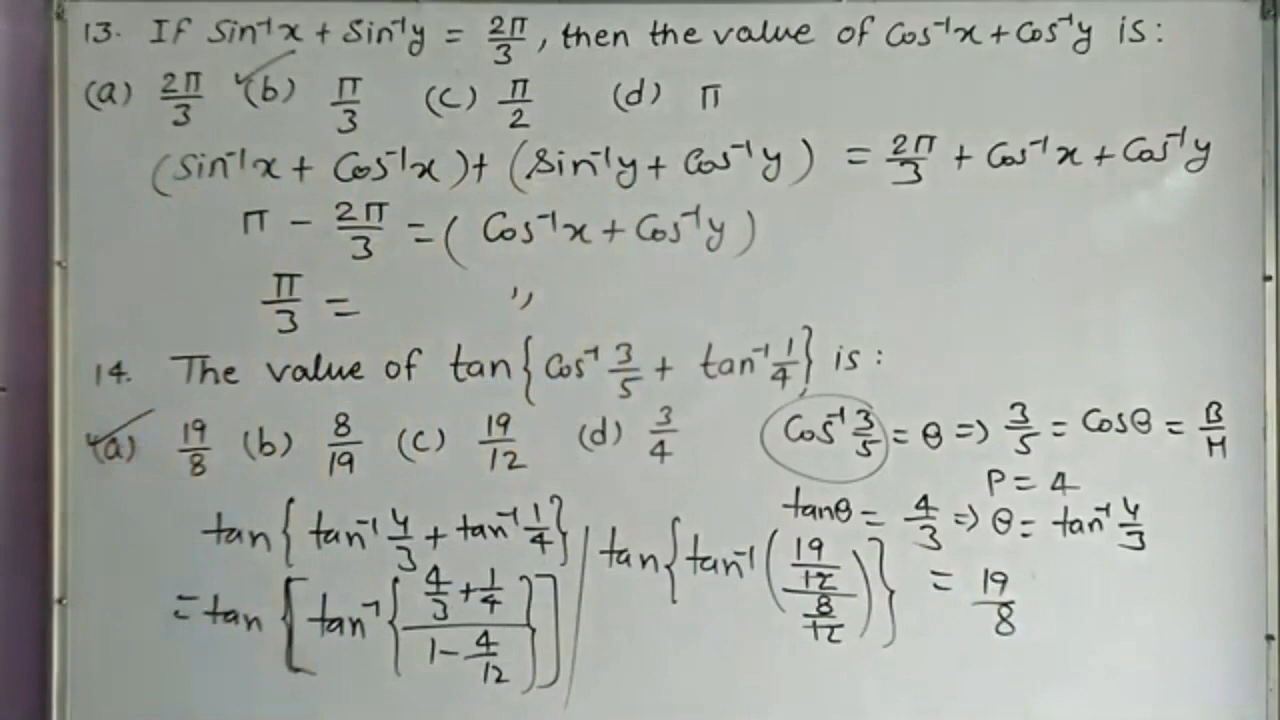 13. If Sin⁻¹x + Sin⁻¹y = 2π/3, then the value of Cos⁻¹x + Cos⁻¹y is:
(a) 2π/3 (b) π/3 (c) π/2 (d) π
(Sin⁻¹x + Cos⁻¹x) + (Sin⁻¹y + Cos⁻¹y) = 2π/3 + Cos⁻¹x + Cos⁻¹y
π - 2π/3 = (Cos⁻¹x + Cos⁻¹y)
π/3 = ,,
14. The value of tan{Cos⁻¹ 3/5 + tan⁻¹ 1/4} is:
(a) 19/8 (b) 8/19 (c) 19/12 (d) 3/4
Cos⁻¹ 3/5 = θ => 3/5 = Cosθ = B/H
P = 4
tanθ = 4/3 => θ = tan⁻¹ 4/3
tan{tan⁻¹ 4/3 + tan⁻¹ 1/4}
= tan[tan⁻¹{(4/3 + 1/4)/(1 - 4/12)}]
tan{tan⁻¹((19/12)/(8/12))} = 19/8